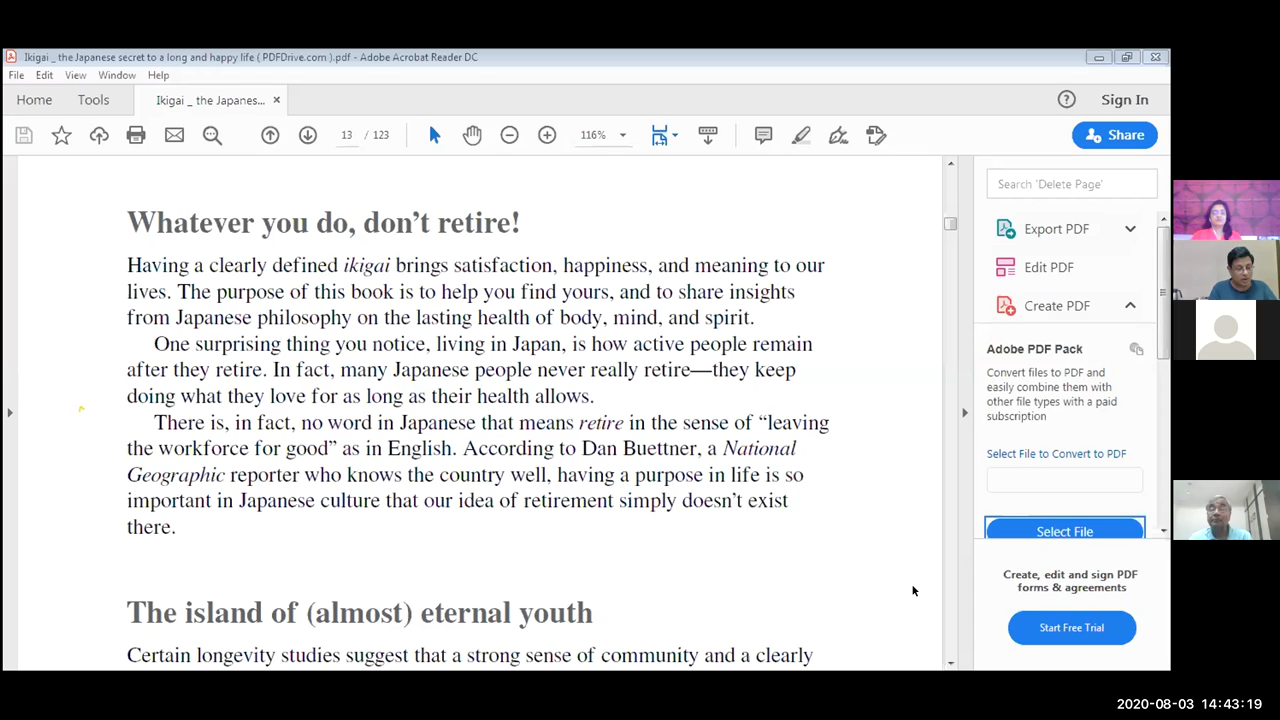 Ikigai _ the Japanese secret to a long and happy life ( PDFDrive.com ).pdf - Adobe Acrobat Reader DC
File Edit View Window Help
Home Tools Ikigai _ the Japanes... × ? Sign In
13 / 123 116% Share
Whatever you do, don’t retire!
Having a clearly defined ikigai brings satisfaction, happiness, and meaning to our
lives. The purpose of this book is to help you find yours, and to share insights
from Japanese philosophy on the lasting health of body, mind, and spirit.
One surprising thing you notice, living in Japan, is how active people remain
after they retire. In fact, many Japanese people never really retire—they keep
doing what they love for as long as their health allows.
There is, in fact, no word in Japanese that means retire in the sense of “leaving
the workforce for good” as in English. According to Dan Buettner, a National
Geographic reporter who knows the country well, having a purpose in life is so
important in Japanese culture that our idea of retirement simply doesn’t exist
there.
The island of (almost) eternal youth
Certain longevity studies suggest that a strong sense of community and a clearly
Search 'Delete Page'
Export PDF
Edit PDF
Create PDF
Adobe PDF Pack
Convert files to PDF and
easily combine them with
other file types with a paid
subscription
Select File to Convert to PDF
Select File
Create, edit and sign PDF
forms & agreements
Start Free Trial
2020-08-03 14:43:19